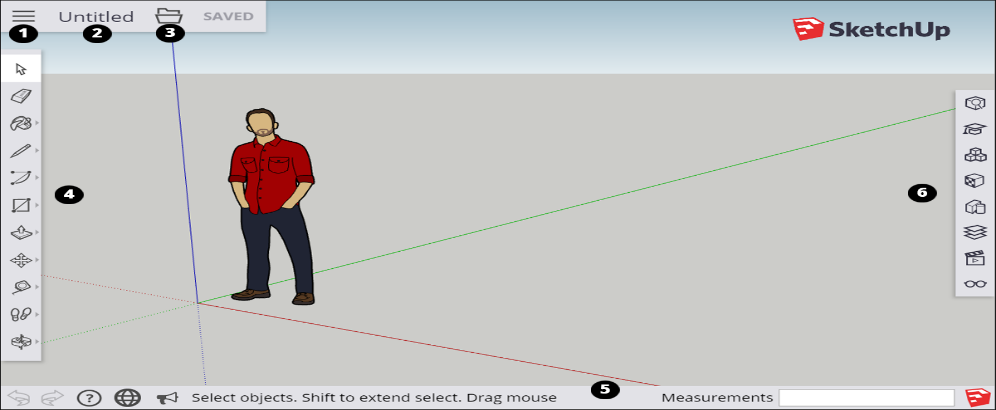 Untitled SAVED
1 2 3
SketchUp
4
6
5
Select objects. Shift to extend select. Drag mouse Measurements